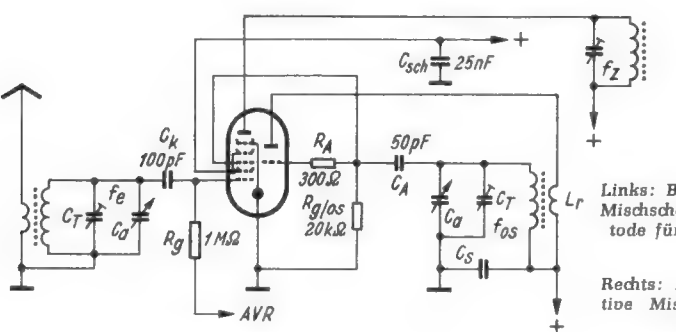 +
C_sch
25nF
f_Z
+
C_k
100pF
f_e
C_T
C_a
R_g
1MΩ
AVR
R_A
300Ω
R_g/os
20kΩ
50pF
C_A
C_a
C_T
f_os
C_S
L_r
+
Links: B
Mischsch
tode für
Rechts:
tive Mis